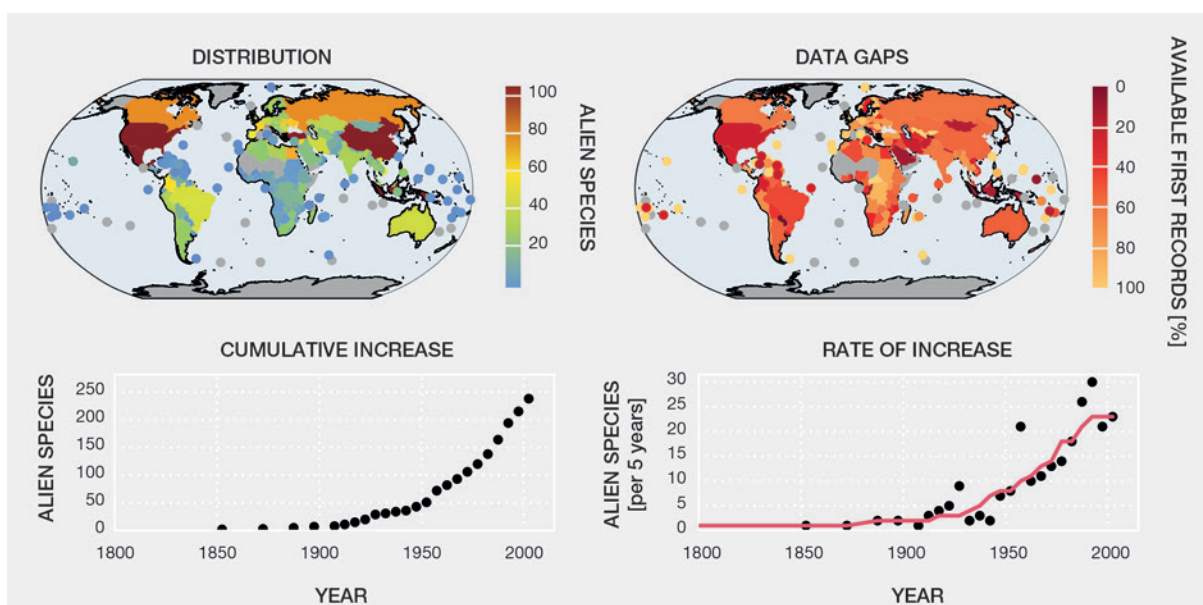 DISTRIBUTION
100
80
60
40
20
ALIEN SPECIES
DATA GAPS
0
20
40
60
80
100
AVAILABLE FIRST RECORDS [%]
CUMULATIVE INCREASE
ALIEN SPECIES
250
200
150
100
50
0
1800 1850 1900 1950 2000
YEAR
RATE OF INCREASE
ALIEN SPECIES
[per 5 years]
30
25
20
15
10
5
0
1800 1850 1900 1950 2000
YEAR